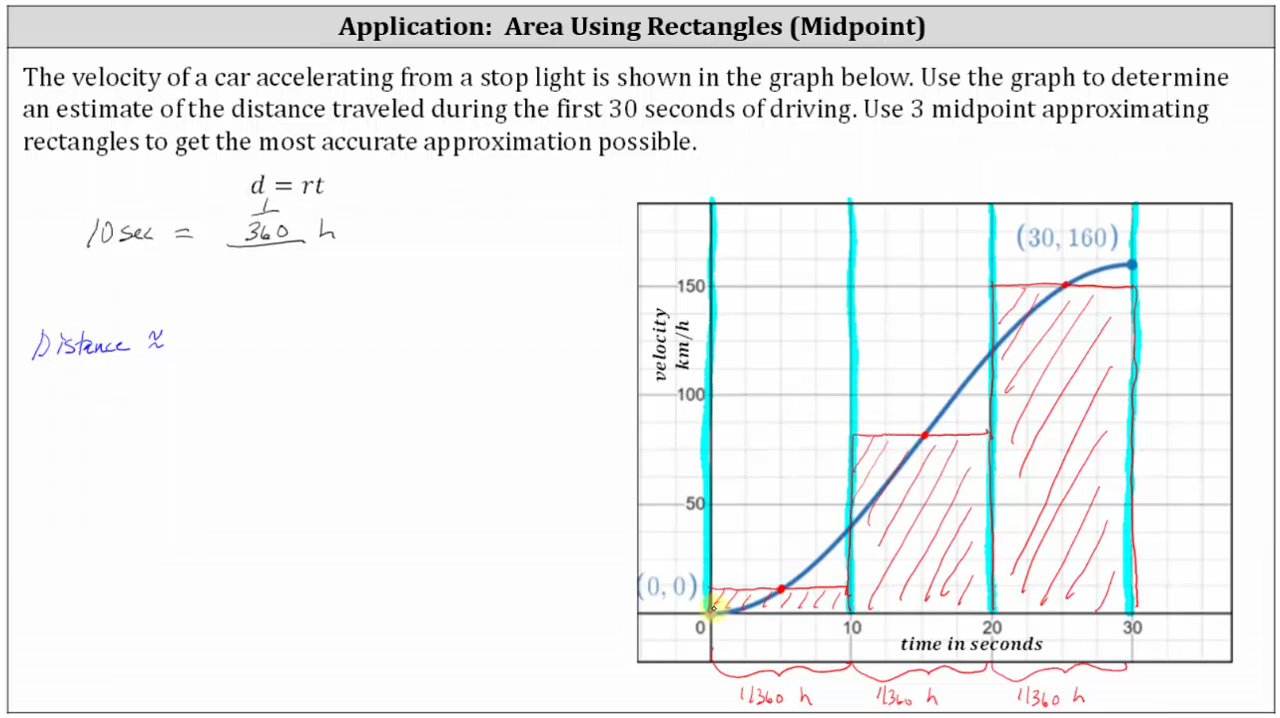 Application: Area Using Rectangles (Midpoint)
The velocity of a car accelerating from a stop light is shown in the graph below. Use the graph to determine
an estimate of the distance traveled during the first 30 seconds of driving. Use 3 midpoint approximating
rectangles to get the most accurate approximation possible.
d = rt
10 sec = 1/360 h
Distance ≈
(30, 160)
150
100
50
velocity
km/h
(0, 0)
0 10 20 30
time in seconds
1/360 h 1/360 h 1/360 h